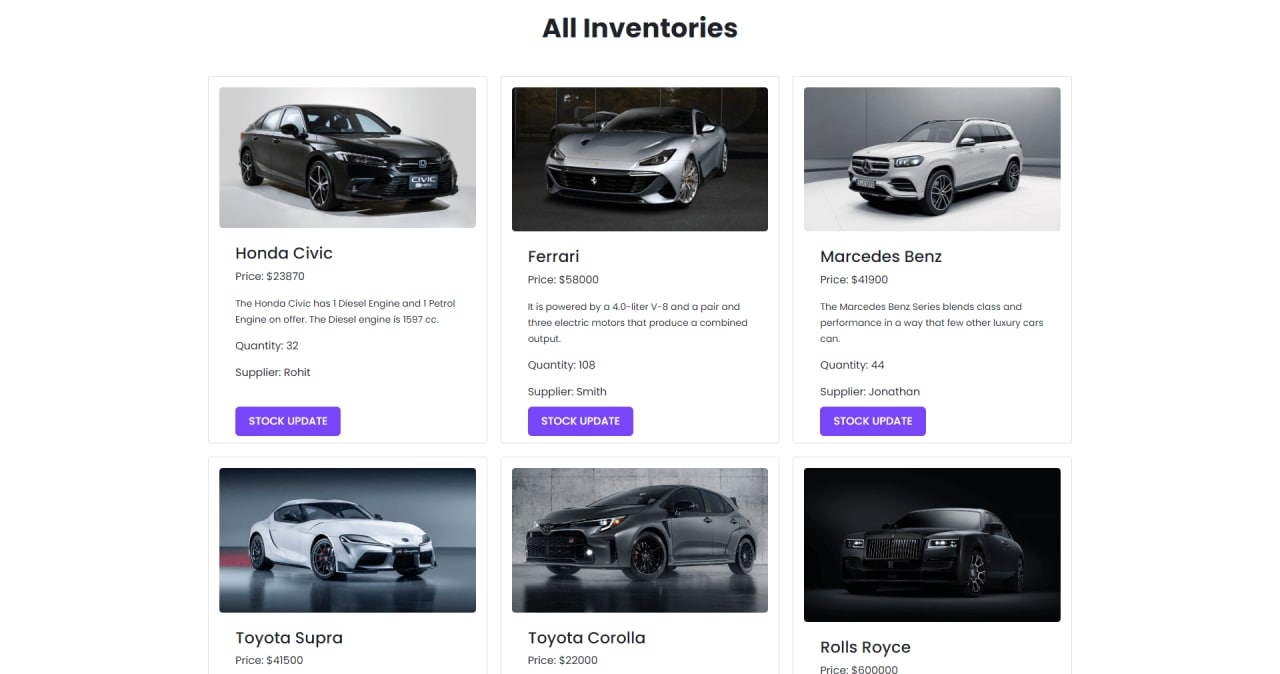 All Inventories
CIVIC
Honda Civic
Price: $23870
The Honda Civic has 1 Diesel Engine and 1 Petrol
Engine on offer. The Diesel engine is 1597 cc.
Quantity: 32
Supplier: Rohit
STOCK UPDATE
Ferrari
Price: $58000
It is powered by a 4.0-liter V-8 and a pair and
three electric motors that produce a combined
output.
Quantity: 108
Supplier: Smith
STOCK UPDATE
Marcedes Benz
Price: $41900
The Marcedes Benz Series blends class and
performance in a way that few other luxury cars
can.
Quantity: 44
Supplier: Jonathan
STOCK UPDATE
Toyota Supra
Price: $41500
Toyota Corolla
Price: $22000
Rolls Royce
Price: $600000